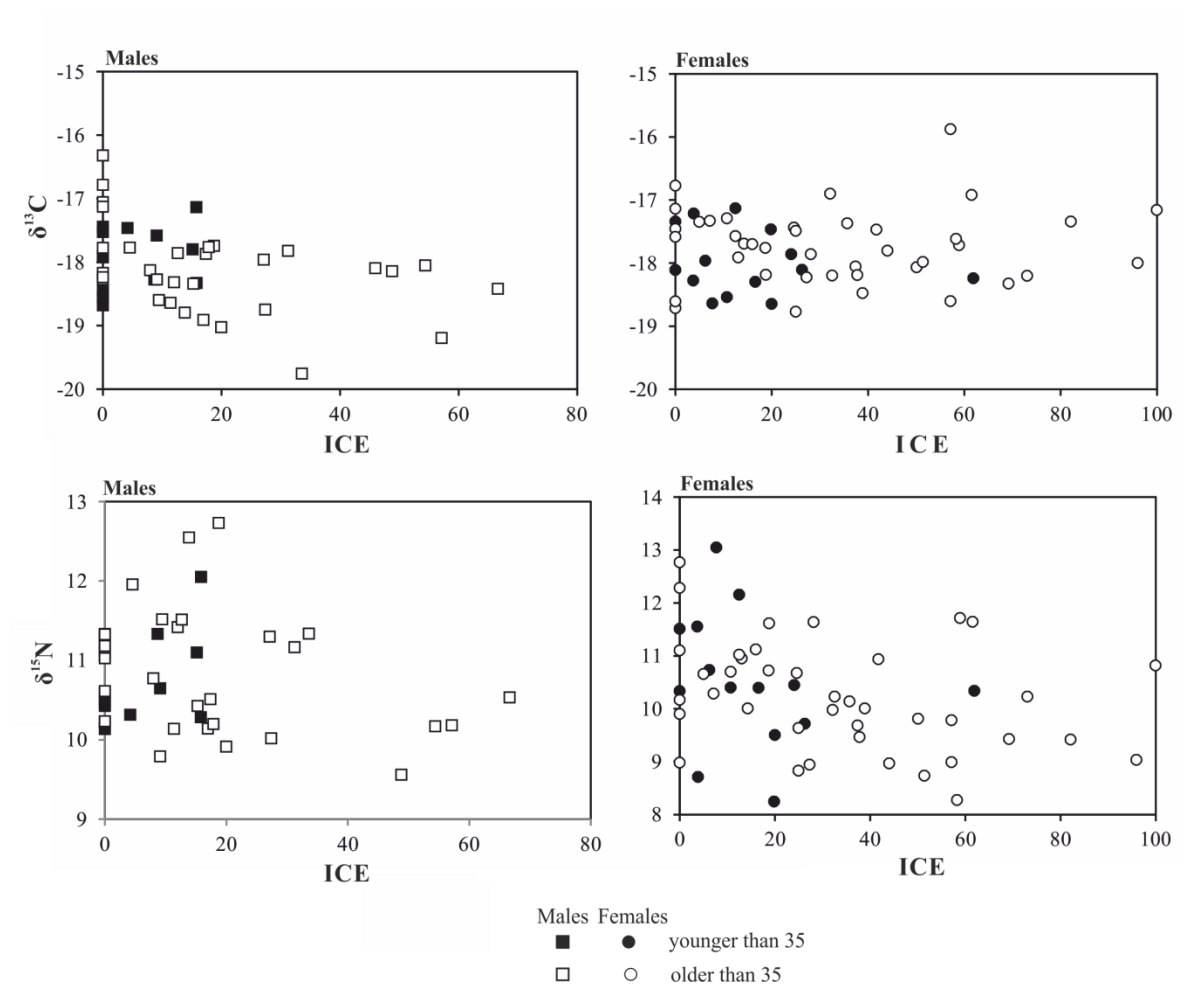 Males
-15
-16
-17
-18
-19
-20
δ¹³C
0 20 40 60 80
ICE
Females
-15
-16
-17
-18
-19
-20
0 20 40 60 80 100
ICE
Males
13
12
11
10
9
δ¹⁵N
0 20 40 60 80
ICE
Females
14
13
12
11
10
9
8
0 20 40 60 80 100
ICE
Males Females
younger than 35
older than 35